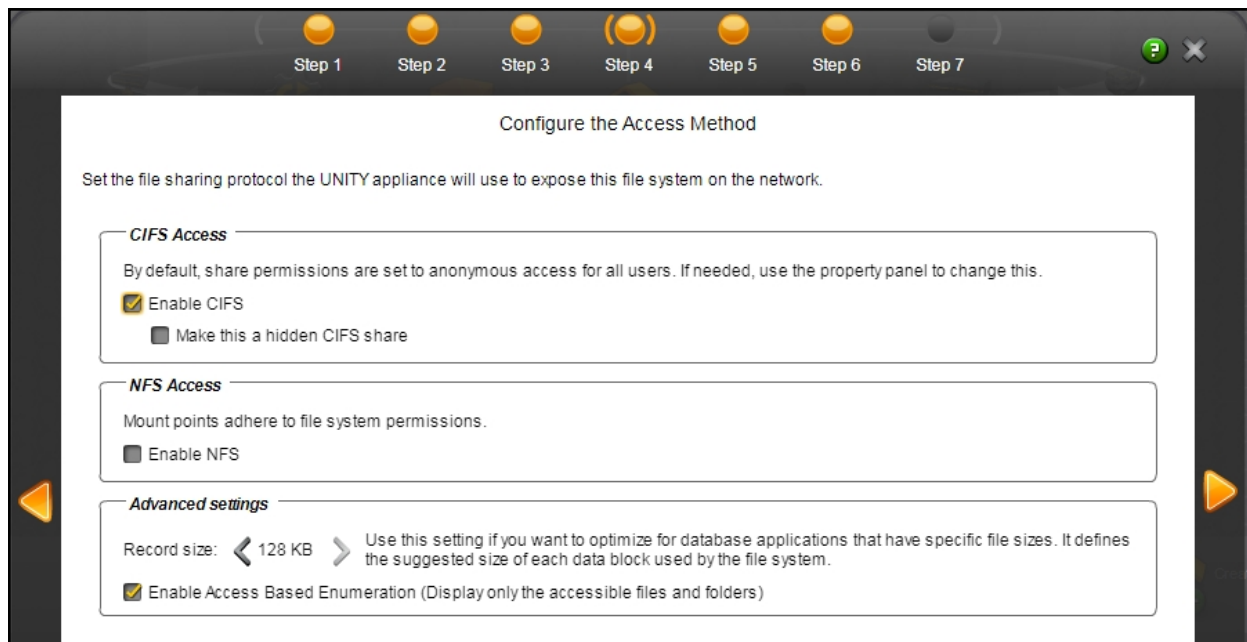 Step 1 Step 2 Step 3 Step 4 Step 5 Step 6 Step 7
Configure the Access Method
Set the file sharing protocol the UNITY appliance will use to expose this file system on the network.
CIFS Access
By default, share permissions are set to anonymous access for all users. If needed, use the property panel to change this.
Enable CIFS
Make this a hidden CIFS share
NFS Access
Mount points adhere to file system permissions.
Enable NFS
Advanced settings
Record size: 128 KB Use this setting if you want to optimize for database applications that have specific file sizes. It defines
the suggested size of each data block used by the file system.
Enable Access Based Enumeration (Display only the accessible files and folders)